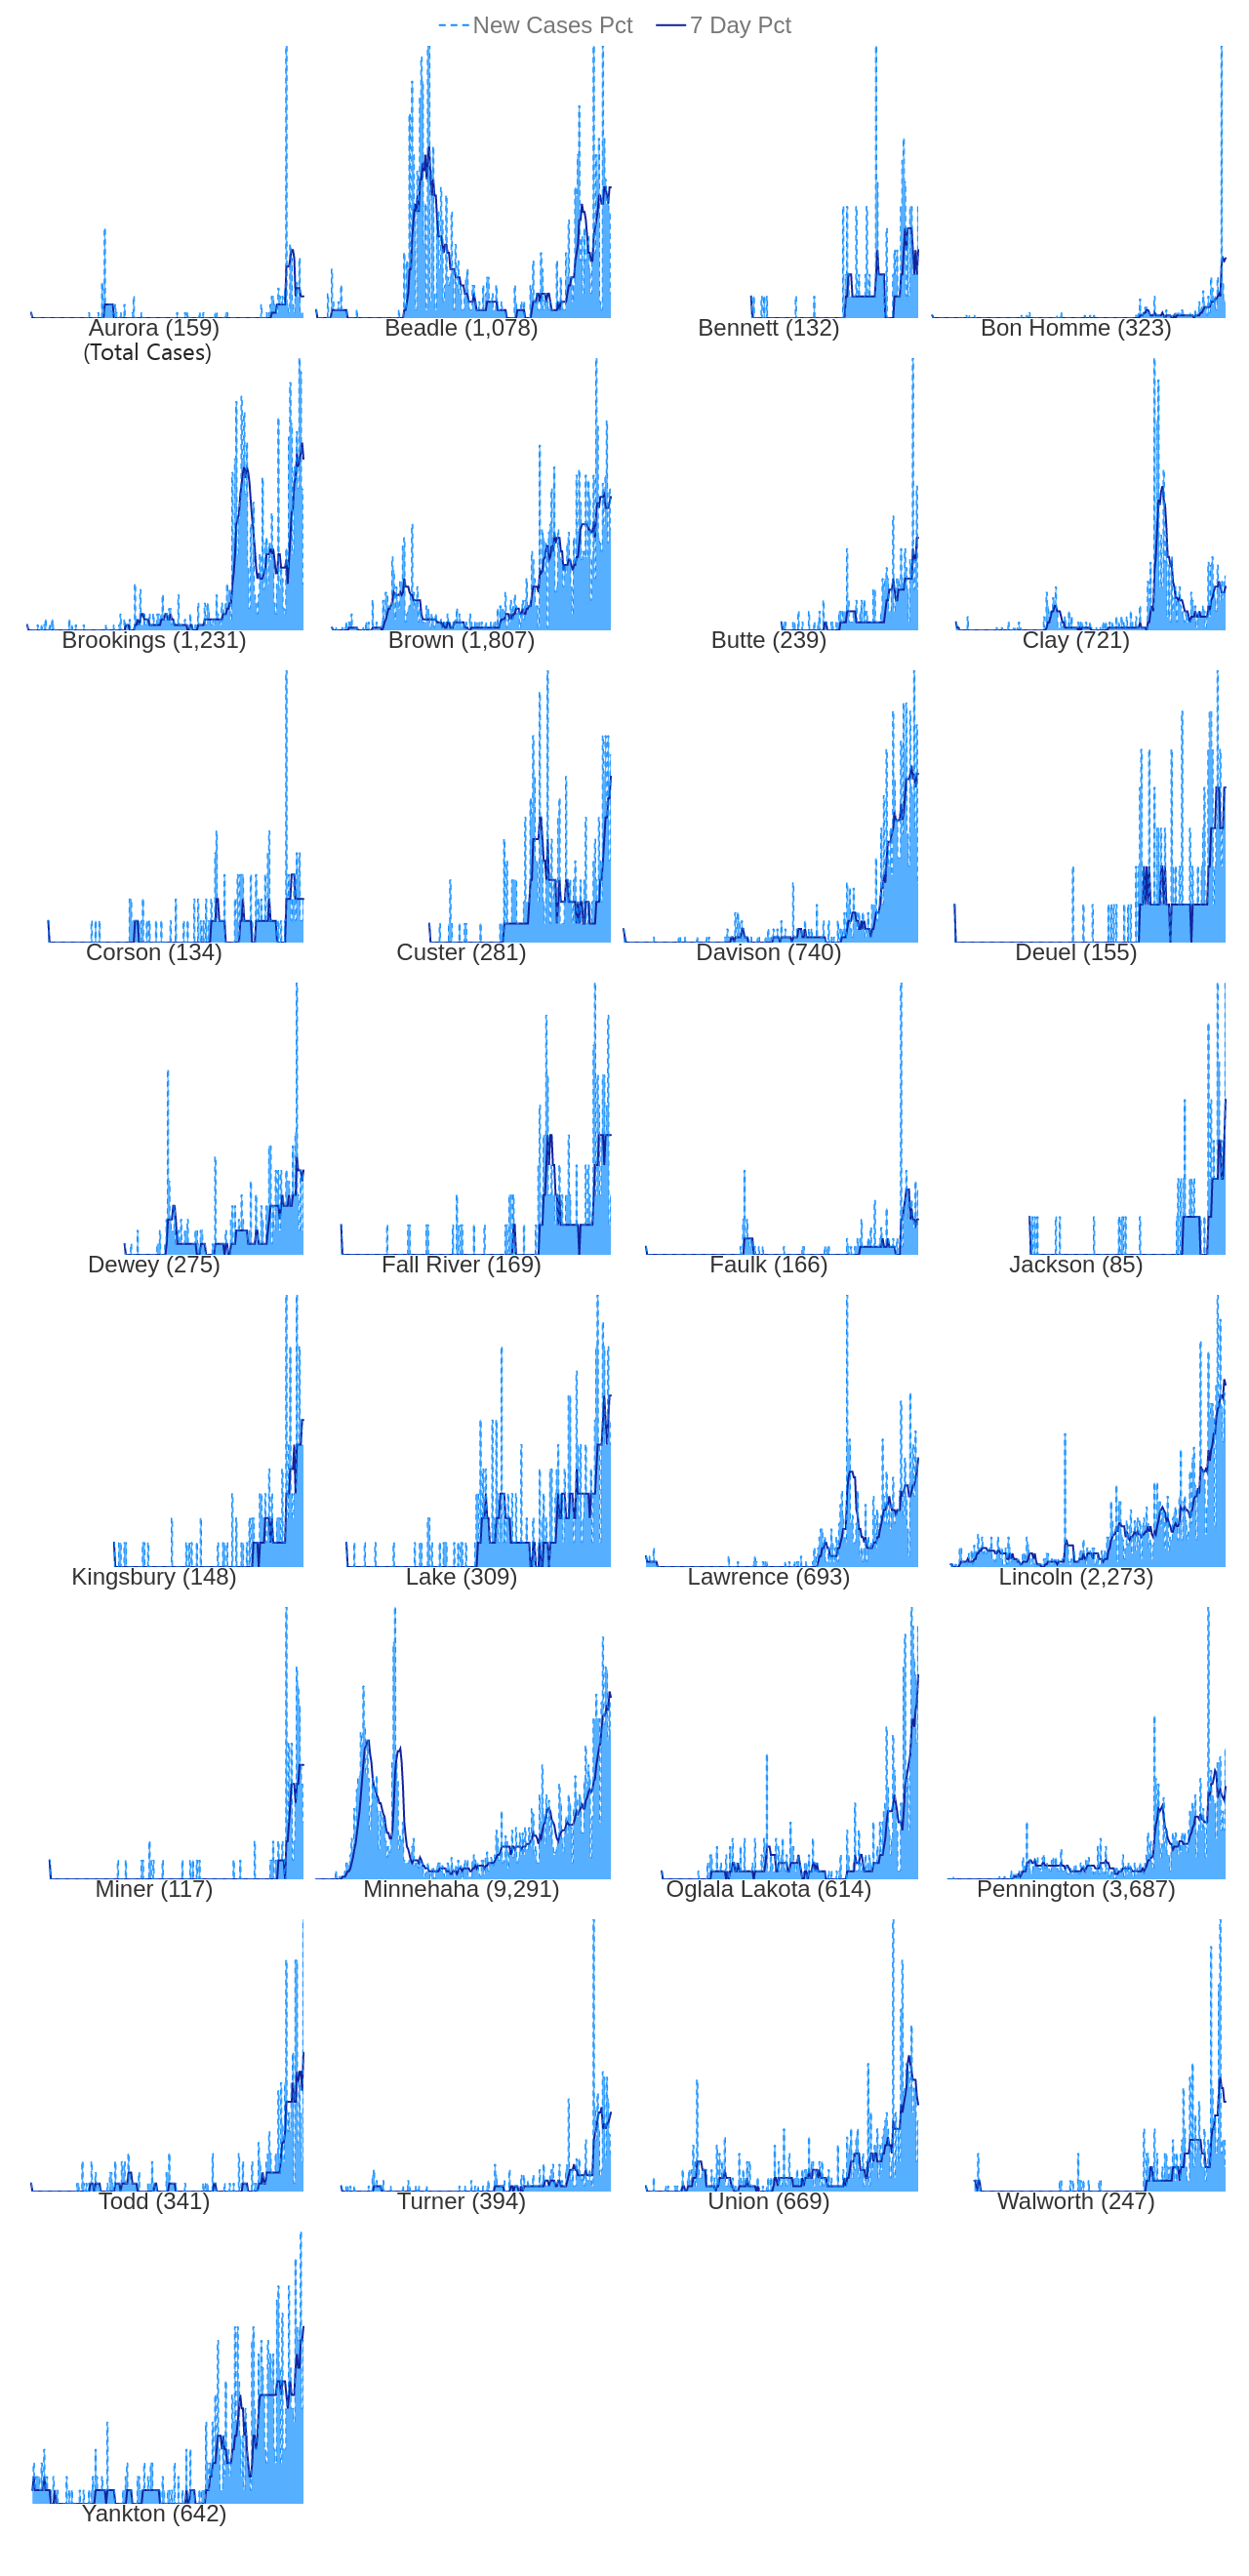 New Cases Pct 7 Day Pct
Aurora (159) Beadle (1,078) Bennett (132) Bon Homme (323)
(Total Cases)
Brookings (1,231) Brown (1,807) Butte (239) Clay (721)
Corson (134) Custer (281) Davison (740) Deuel (155)
Dewey (275) Fall River (169) Faulk (166) Jackson (85)
Kingsbury (148) Lake (309) Lawrence (693) Lincoln (2,273)
Miner (117) Minnehaha (9,291) Oglala Lakota (614) Pennington (3,687)
Todd (341) Turner (394) Union (669) Walworth (247)
Yankton (642)